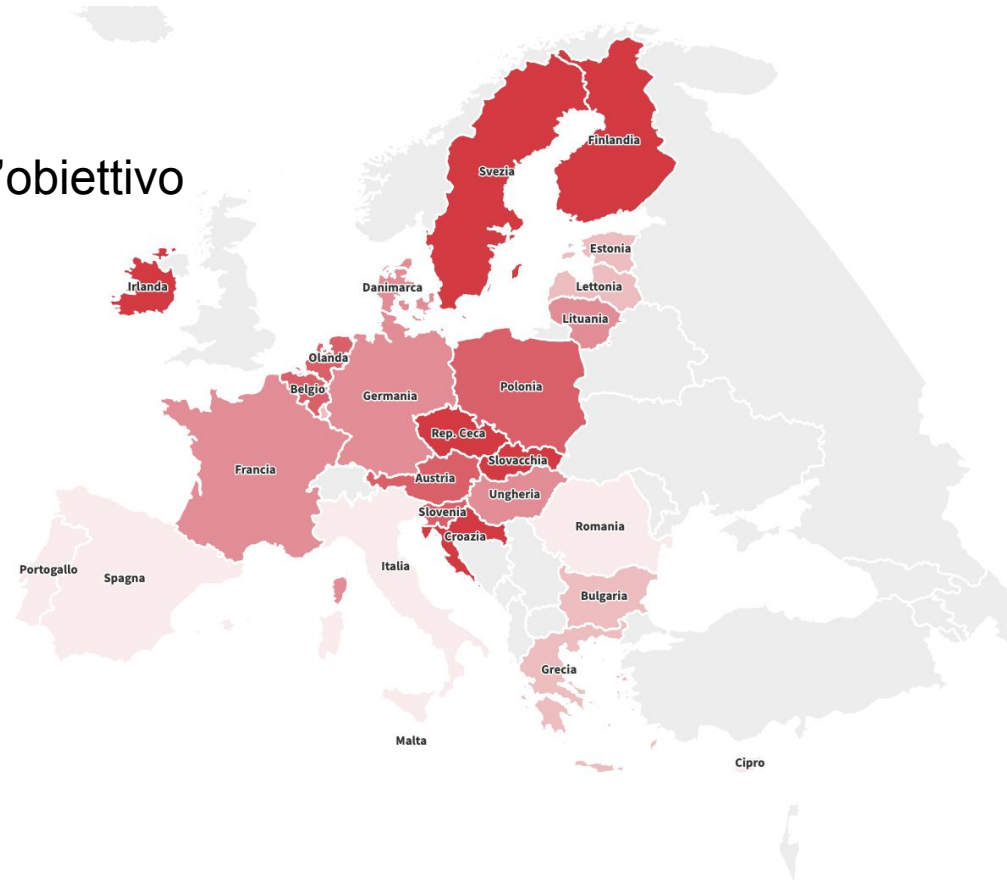 'obiettivo
Finlandia
Svezia
Estonia
Irlanda
Danimarca
Lettonia
Lituania
Olanda
Belgio
Germania
Polonia
Rep. Ceca
Slovacchia
Francia
Austria
Ungheria
Slovenia
Romania
Croazia
Italia
Portogallo
Spagna
Bulgaria
Grecia
Malta
Cipro